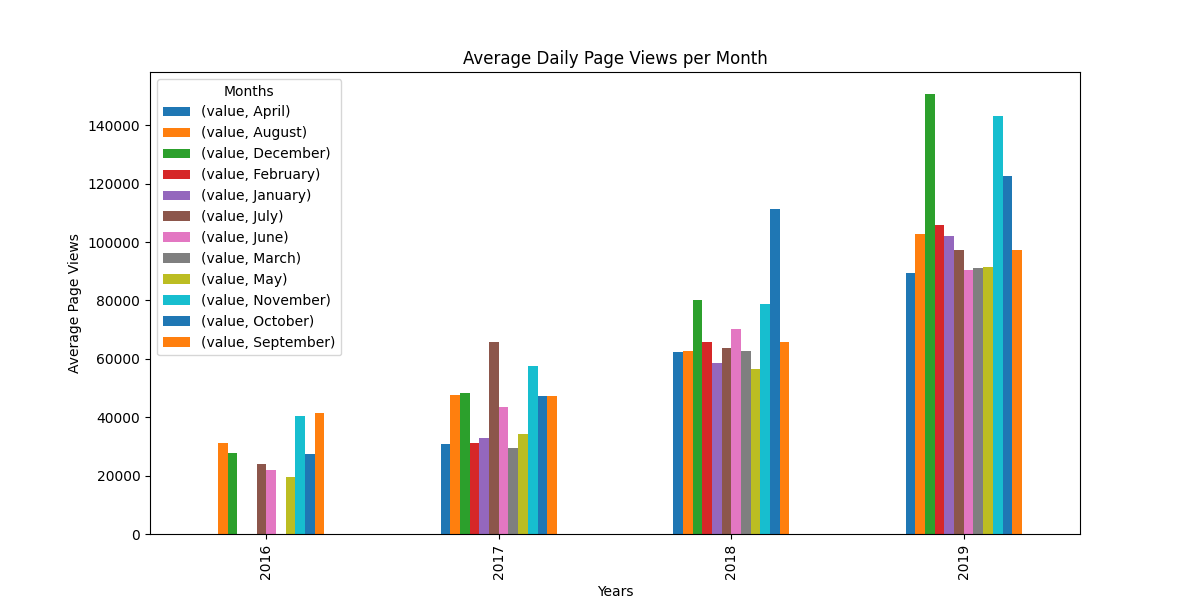 Average Daily Page Views per Month
Months
(value, April)
(value, August)
(value, December)
(value, February)
(value, January)
(value, July)
(value, June)
(value, March)
(value, May)
(value, November)
(value, October)
(value, September)
Average Page Views
140000
120000
100000
80000
60000
40000
20000
0
2016
2017
2018
2019
Years